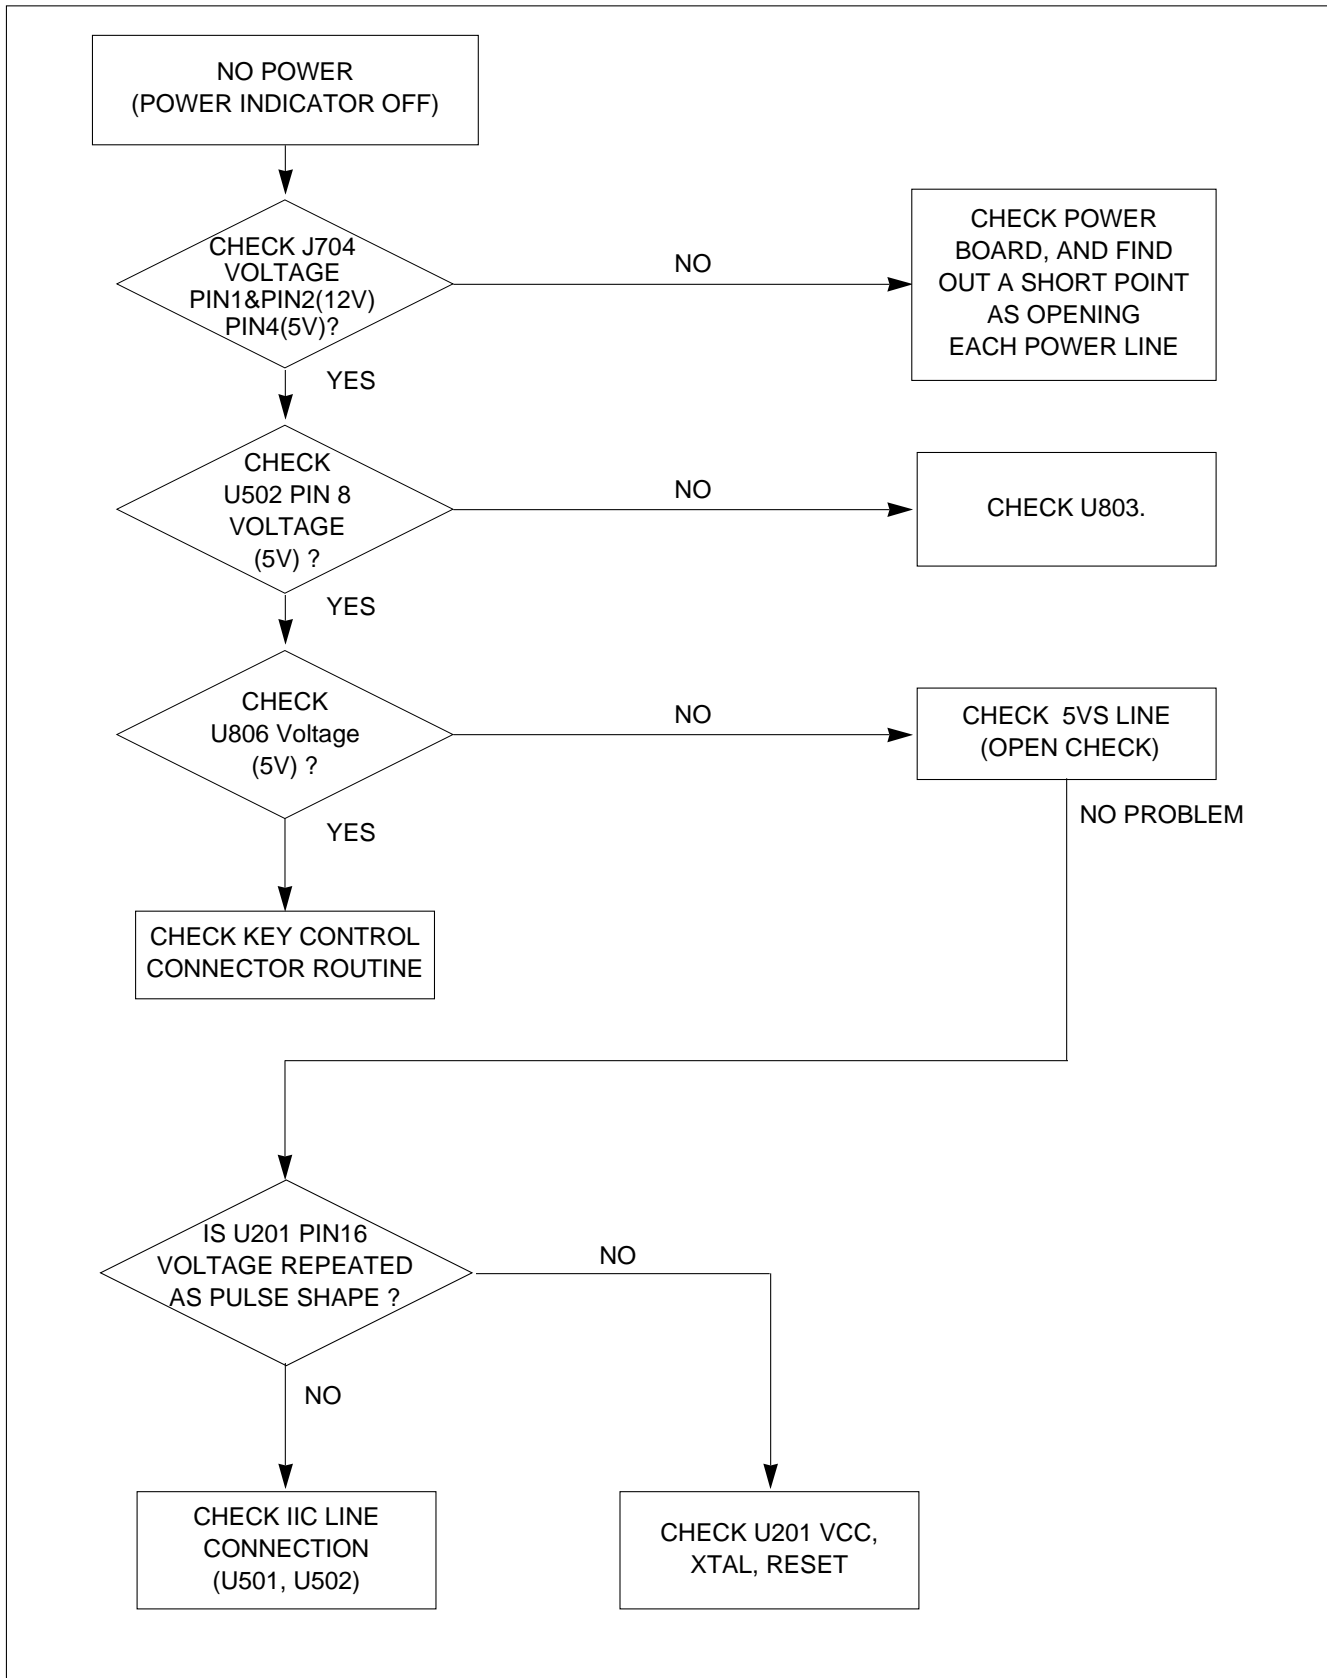 NO POWER
(POWER INDICATOR OFF)
CHECK J704
VOLTAGE
PIN1&PIN2(12V)
PIN4(5V)?
NO
CHECK POWER
BOARD, AND FIND
OUT A SHORT POINT
AS OPENING
EACH POWER LINE
YES
CHECK
U502 PIN 8
VOLTAGE
(5V) ?
NO
CHECK U803.
YES
CHECK
U806 Voltage
(5V) ?
NO
CHECK 5VS LINE
(OPEN CHECK)
YES
NO PROBLEM
CHECK KEY CONTROL
CONNECTOR ROUTINE
IS U201 PIN16
VOLTAGE REPEATED
AS PULSE SHAPE ?
NO
NO
CHECK IIC LINE
CONNECTION
(U501, U502)
CHECK U201 VCC,
XTAL, RESET